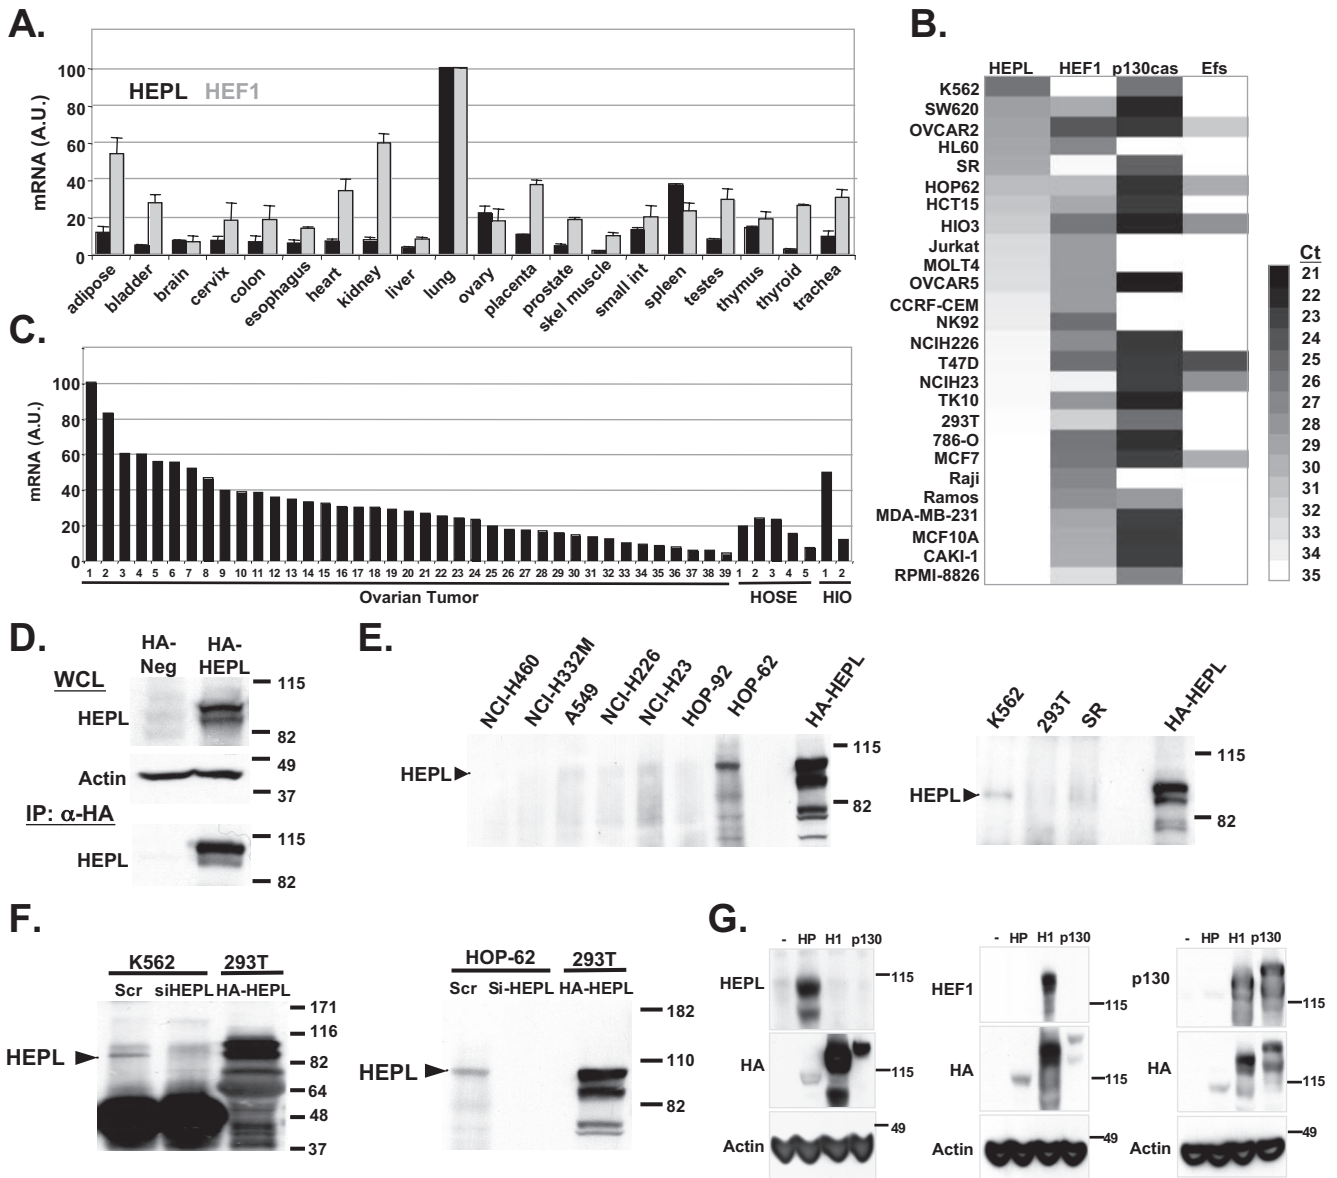 A.
HEPL HEF1
mRNA (A.U.)
100
80
60
40
20
0
adipose
bladder
brain
cervix
colon
esophagus
heart
kidney
liver
lung
ovary
placenta
prostate
skel muscle
small int
spleen
testes
thymus
thyroid
trachea
B.
HEPL HEF1 p130cas Efs
K562
SW620
OVCAR2
HL60
SR
HOP62
HCT15
HIO3
Jurkat
MOLT4
OVCAR5
CCRF-CEM
NK92
NCIH226
T47D
NCIH23
TK10
293T
786-O
MCF7
Raji
Ramos
MDA-MB-231
MCF10A
CAKI-1
RPMI-8826
Ct
21
22
23
24
25
26
27
28
29
30
31
32
33
34
35
C.
mRNA (A.U.)
100
80
60
40
20
0
1 2 3 4 5 6 7 8 9 10 11 12 13 14 15 16 17 18 19 20 21 22 23 24 25 26 27 28 29 30 31 32 33 34 35 36 37 38 39 1 2 3 4 5 1 2
Ovarian Tumor HOSE HIO
D.
HA-Neg HA-HEPL
WCL
HEPL
115
82
Actin
49
37
IP: α-HA
HEPL
115
82
E.
NCI-H460
NCI-H332M
A549
NCI-H226
NCI-H23
HOP-92
HOP-62
HA-HEPL
HEPL
115
82
K562
293T
SR
HA-HEPL
HEPL
115
82
F.
K562 293T
Scr siHEPL HA-HEPL
HEPL
171
116
82
64
48
37
HOP-62 293T
Scr Si-HEPL HA-HEPL
HEPL
182
110
82
G.
- HP H1 p130
HEPL
115
HA
115
Actin
49
- HP H1 p130
HEF1
115
HA
115
Actin
49
- HP H1 p130
p130
115
HA
115
Actin
49